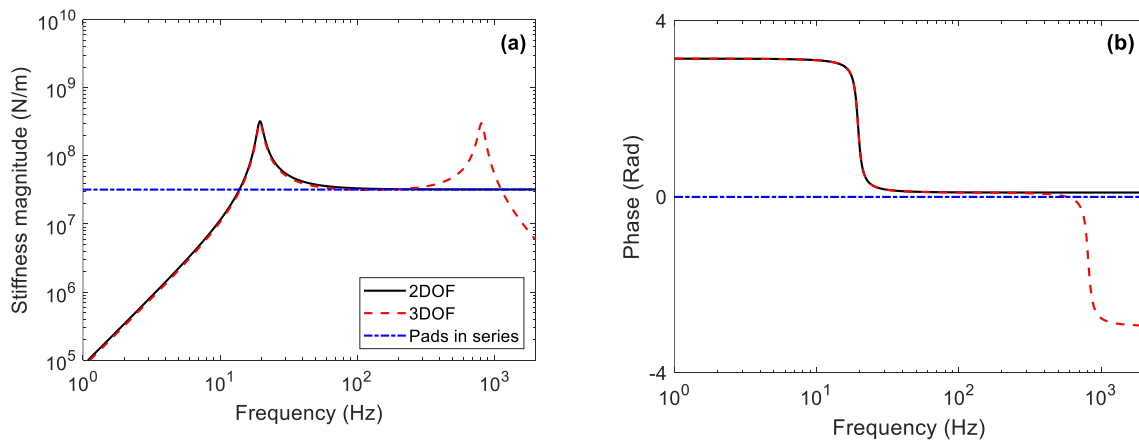 (a)
Stiffness magnitude (N/m)
10^10
10^9
10^8
10^7
10^6
10^5
10^0 10^1 10^2 10^3
Frequency (Hz)
2DOF
3DOF
Pads in series
(b)
Phase (Rad)
4
0
-4
10^0 10^1 10^2 10^3
Frequency (Hz)